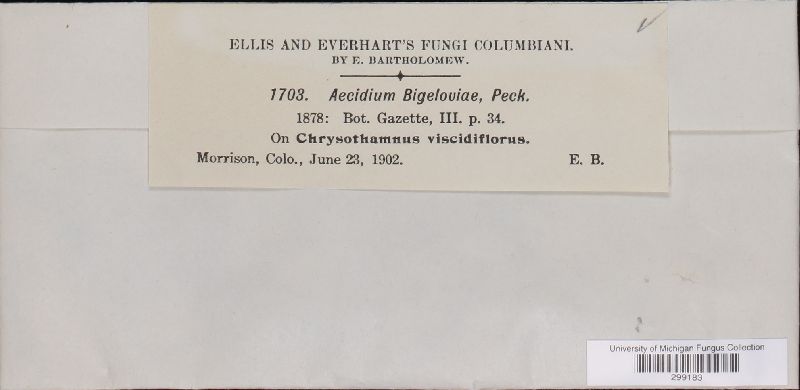 ELLIS AND EVERHART'S FUNGI COLUMBIANI.
BY E. BARTHOLOMEW.
1703. Aecidium Bigeloviae, Peck.
1878: Bot. Gazette, III. p. 34.
On Chrysothamnus viscidiflorus.
Morrison, Colo., June 23, 1902. E. B.
University of Michigan Fungus Collection
299193